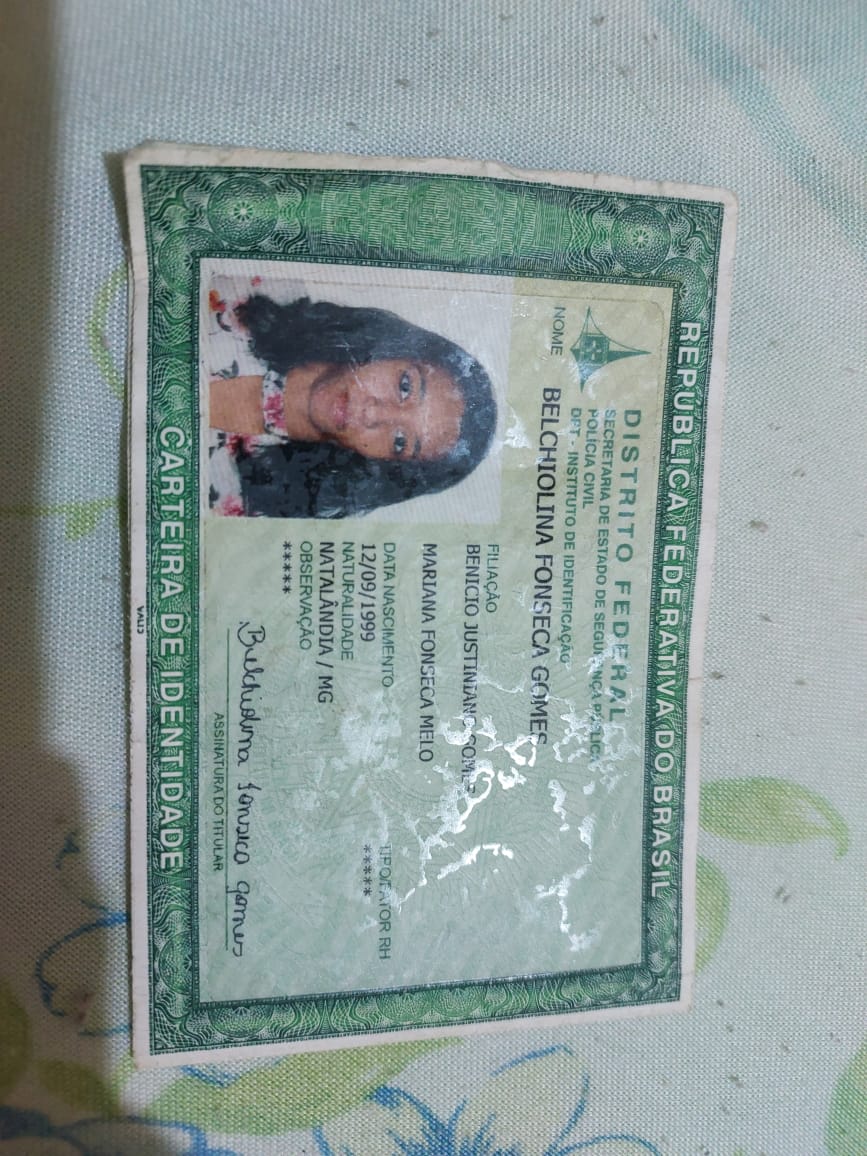 REPÚBLICA FEDERATIVA DO BRASIL
DISTRITO FEDERAL
SECRETARIA DE ESTADO DE SEGURANÇA PÚBLICA
POLÍCIA CIVIL
DPT - INSTITUTO DE IDENTIFICAÇÃO
NOME
BELCHIOLINA FONSECA GOMES
FILIAÇÃO
BENICIO JUSTINIANO GOMES
MARIANA FONSECA MELO
DATA NASCIMENTO
TIPO/FATOR RH
12/09/1999
*****
NATURALIDADE
NATALÂNDIA / MG
OBSERVAÇÃO
*****
Belchiolina Fonseca Gomes
ASSINATURA DO TITULAR
CARTEIRA DE IDENTIDADE